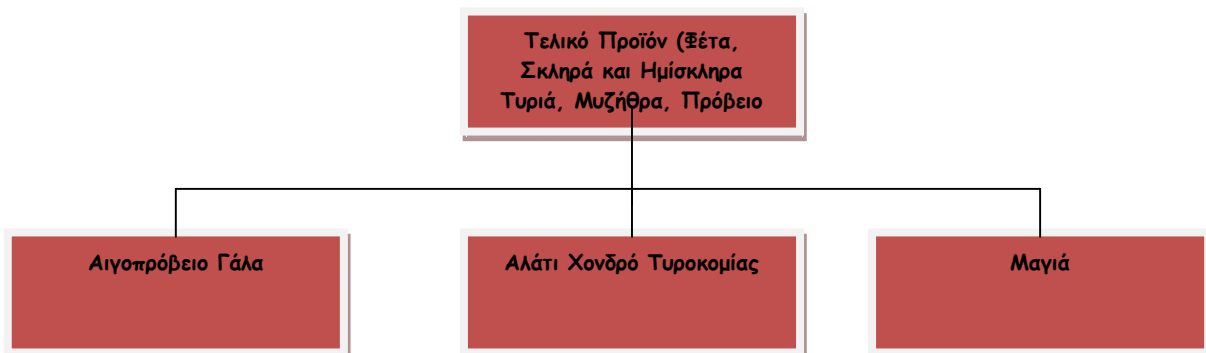 Τελικό Προϊόν (Φέτα,
Σκληρά και Ημίσκληρα
Τυριά, Μυζήθρα, Πρόβειο
Αιγοπρόβειο Γάλα
Αλάτι Χονδρό Τυροκομίας
Μαγιά